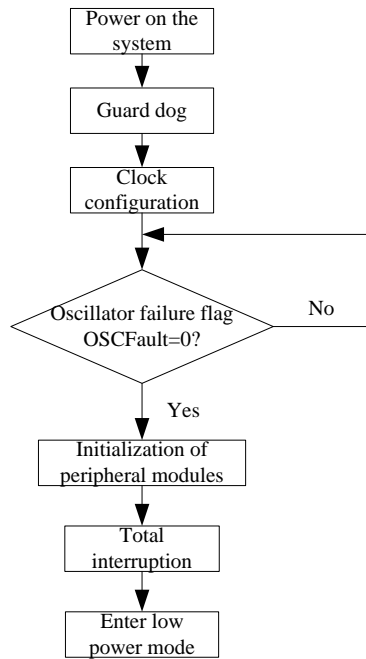 Power on the
system
Guard dog
Clock
configuration
Oscillator failure flag
OSCFault=0?
No
Yes
Initialization of
peripheral modules
Total
interruption
Enter low
power mode